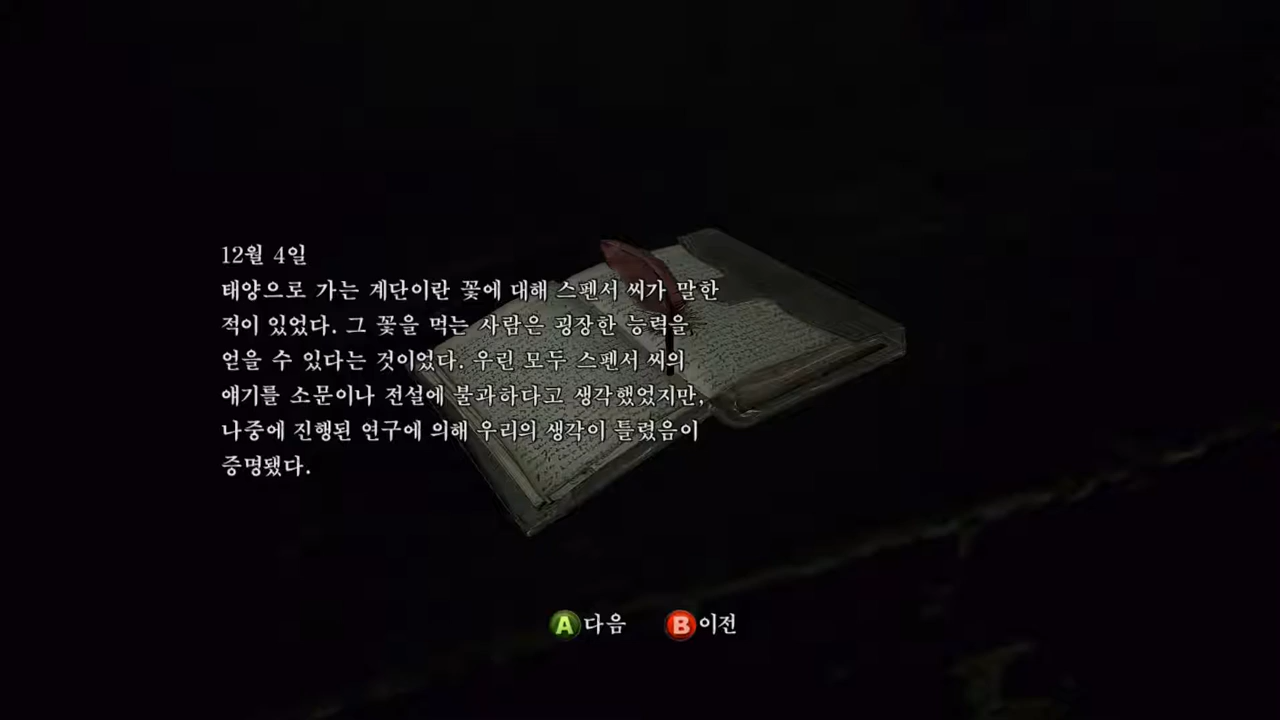 12월 4일
태양으로 가는 계단이란 꽃에 대해 스펜서 씨가 말한
적이 있었다. 그 꽃을 먹는 사람은 굉장한 능력을
얻을 수 있다는 것이었다. 우린 모두 스펜서 씨의
얘기를 소문이나 전설에 불과하다고 생각했었지만,
나중에 진행된 연구에 의해 우리의 생각이 틀렸음이
증명됐다.
A 다음 B 이전